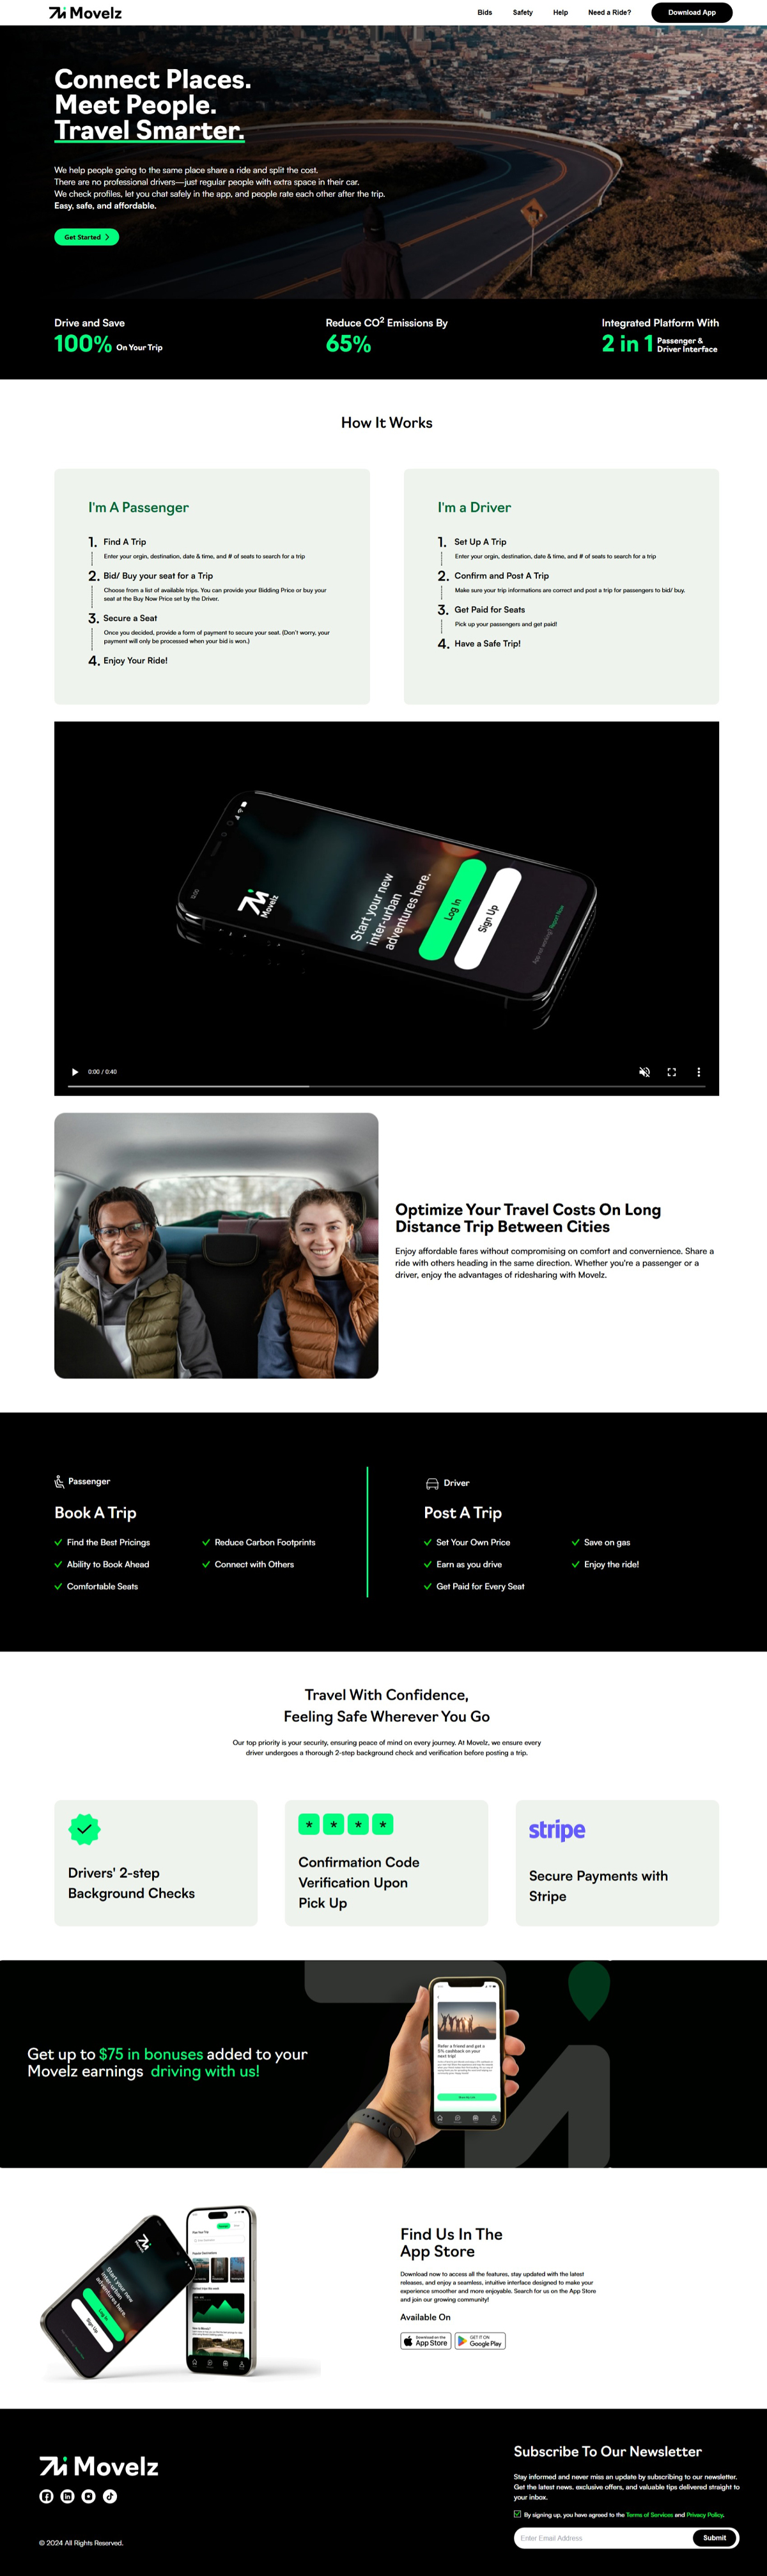 Movelz
Bids
Safety
Help
Need a Ride?
Download App
Connect Places.
Meet People.
Travel Smarter.
We help people going to the same place share a ride and split the cost.
There are no professional drivers—just regular people with extra space in their car.
We check profiles, let you chat safely in the app, and people rate each other after the trip.
Easy, safe, and affordable.
Get Started
Drive and Save
100% On Your Trip
Reduce CO2 Emissions By
65%
Integrated Platform With
2 in 1 Passenger &
Driver Interface
How It Works
I'm A Passenger
1. Find A Trip
Enter your orgin, destination, date & time, and # of seats to search for a trip
2. Bid/ Buy your seat for a Trip
Choose from a list of available trips. You can provide your Bidding Price or buy your
seat at the Buy Now Price set by the Driver.
3. Secure a Seat
Once you decided, provide a form of payment to secure your seat. (Don't worry, your
payment will only be processed when your bid is won.)
4. Enjoy Your Ride!
I'm a Driver
1. Set Up A Trip
Enter your orgin, destination, date & time, and # of seats to search for a trip
2. Confirm and Post A Trip
Make sure your trip informations are correct and post a trip for passengers to bid/ buy.
3. Get Paid for Seats
Pick up your passengers and get paid!
4. Have a Safe Trip!
Movelz
Start your new
inter-urban
adventures here.
Log In
Sign Up
0:00 / 0:40
Optimize Your Travel Costs On Long
Distance Trip Between Cities
Enjoy affordable fares without compromising on comfort and convernience. Share a
ride with others heading in the same direction. Whether you're a passenger or a
driver, enjoy the advantages of ridesharing with Movelz.
Passenger
Book A Trip
Find the Best Pricings
Reduce Carbon Footprints
Ability to Book Ahead
Connect with Others
Comfortable Seats
Driver
Post A Trip
Set Your Own Price
Save on gas
Earn as you drive
Enjoy the ride!
Get Paid for Every Seat
Travel With Confidence,
Feeling Safe Wherever You Go
Our top priority is your security, ensuring peace of mind on every journey. At Movelz, we ensure every
driver undergoes a thorough 2-step background check and verification before posting a trip.
Drivers' 2-step
Background Checks
* * * *
Confirmation Code
Verification Upon
Pick Up
stripe
Secure Payments with
Stripe
Get up to $75 in bonuses added to your
Movelz earnings driving with us!
Refer a friend and get a
5% cashback on your
next trip!
Start your new
inter-urban
adventures here.
Log In
Sign Up
Find Us In The
App Store
Download now to access all the features, stay updated with the latest
releases, and enjoy a seamless, intuitive interface designed to make your
experience smoother and more enjoyable. Search for us on the App Store
and join our growing community!
Available On
Download on the
App Store
GET IT ON
Google Play
Movelz
© 2024 All Rights Reserved.
Subscribe To Our Newsletter
Stay informed and never miss an update by subscribing to our newsletter.
Get the latest news. exclusive offers, and valuable tips delivered straight to
your inbox.
By signing up, you have agreed to the Terms of Services and Privacy Policy.
Enter Email Address
Submit